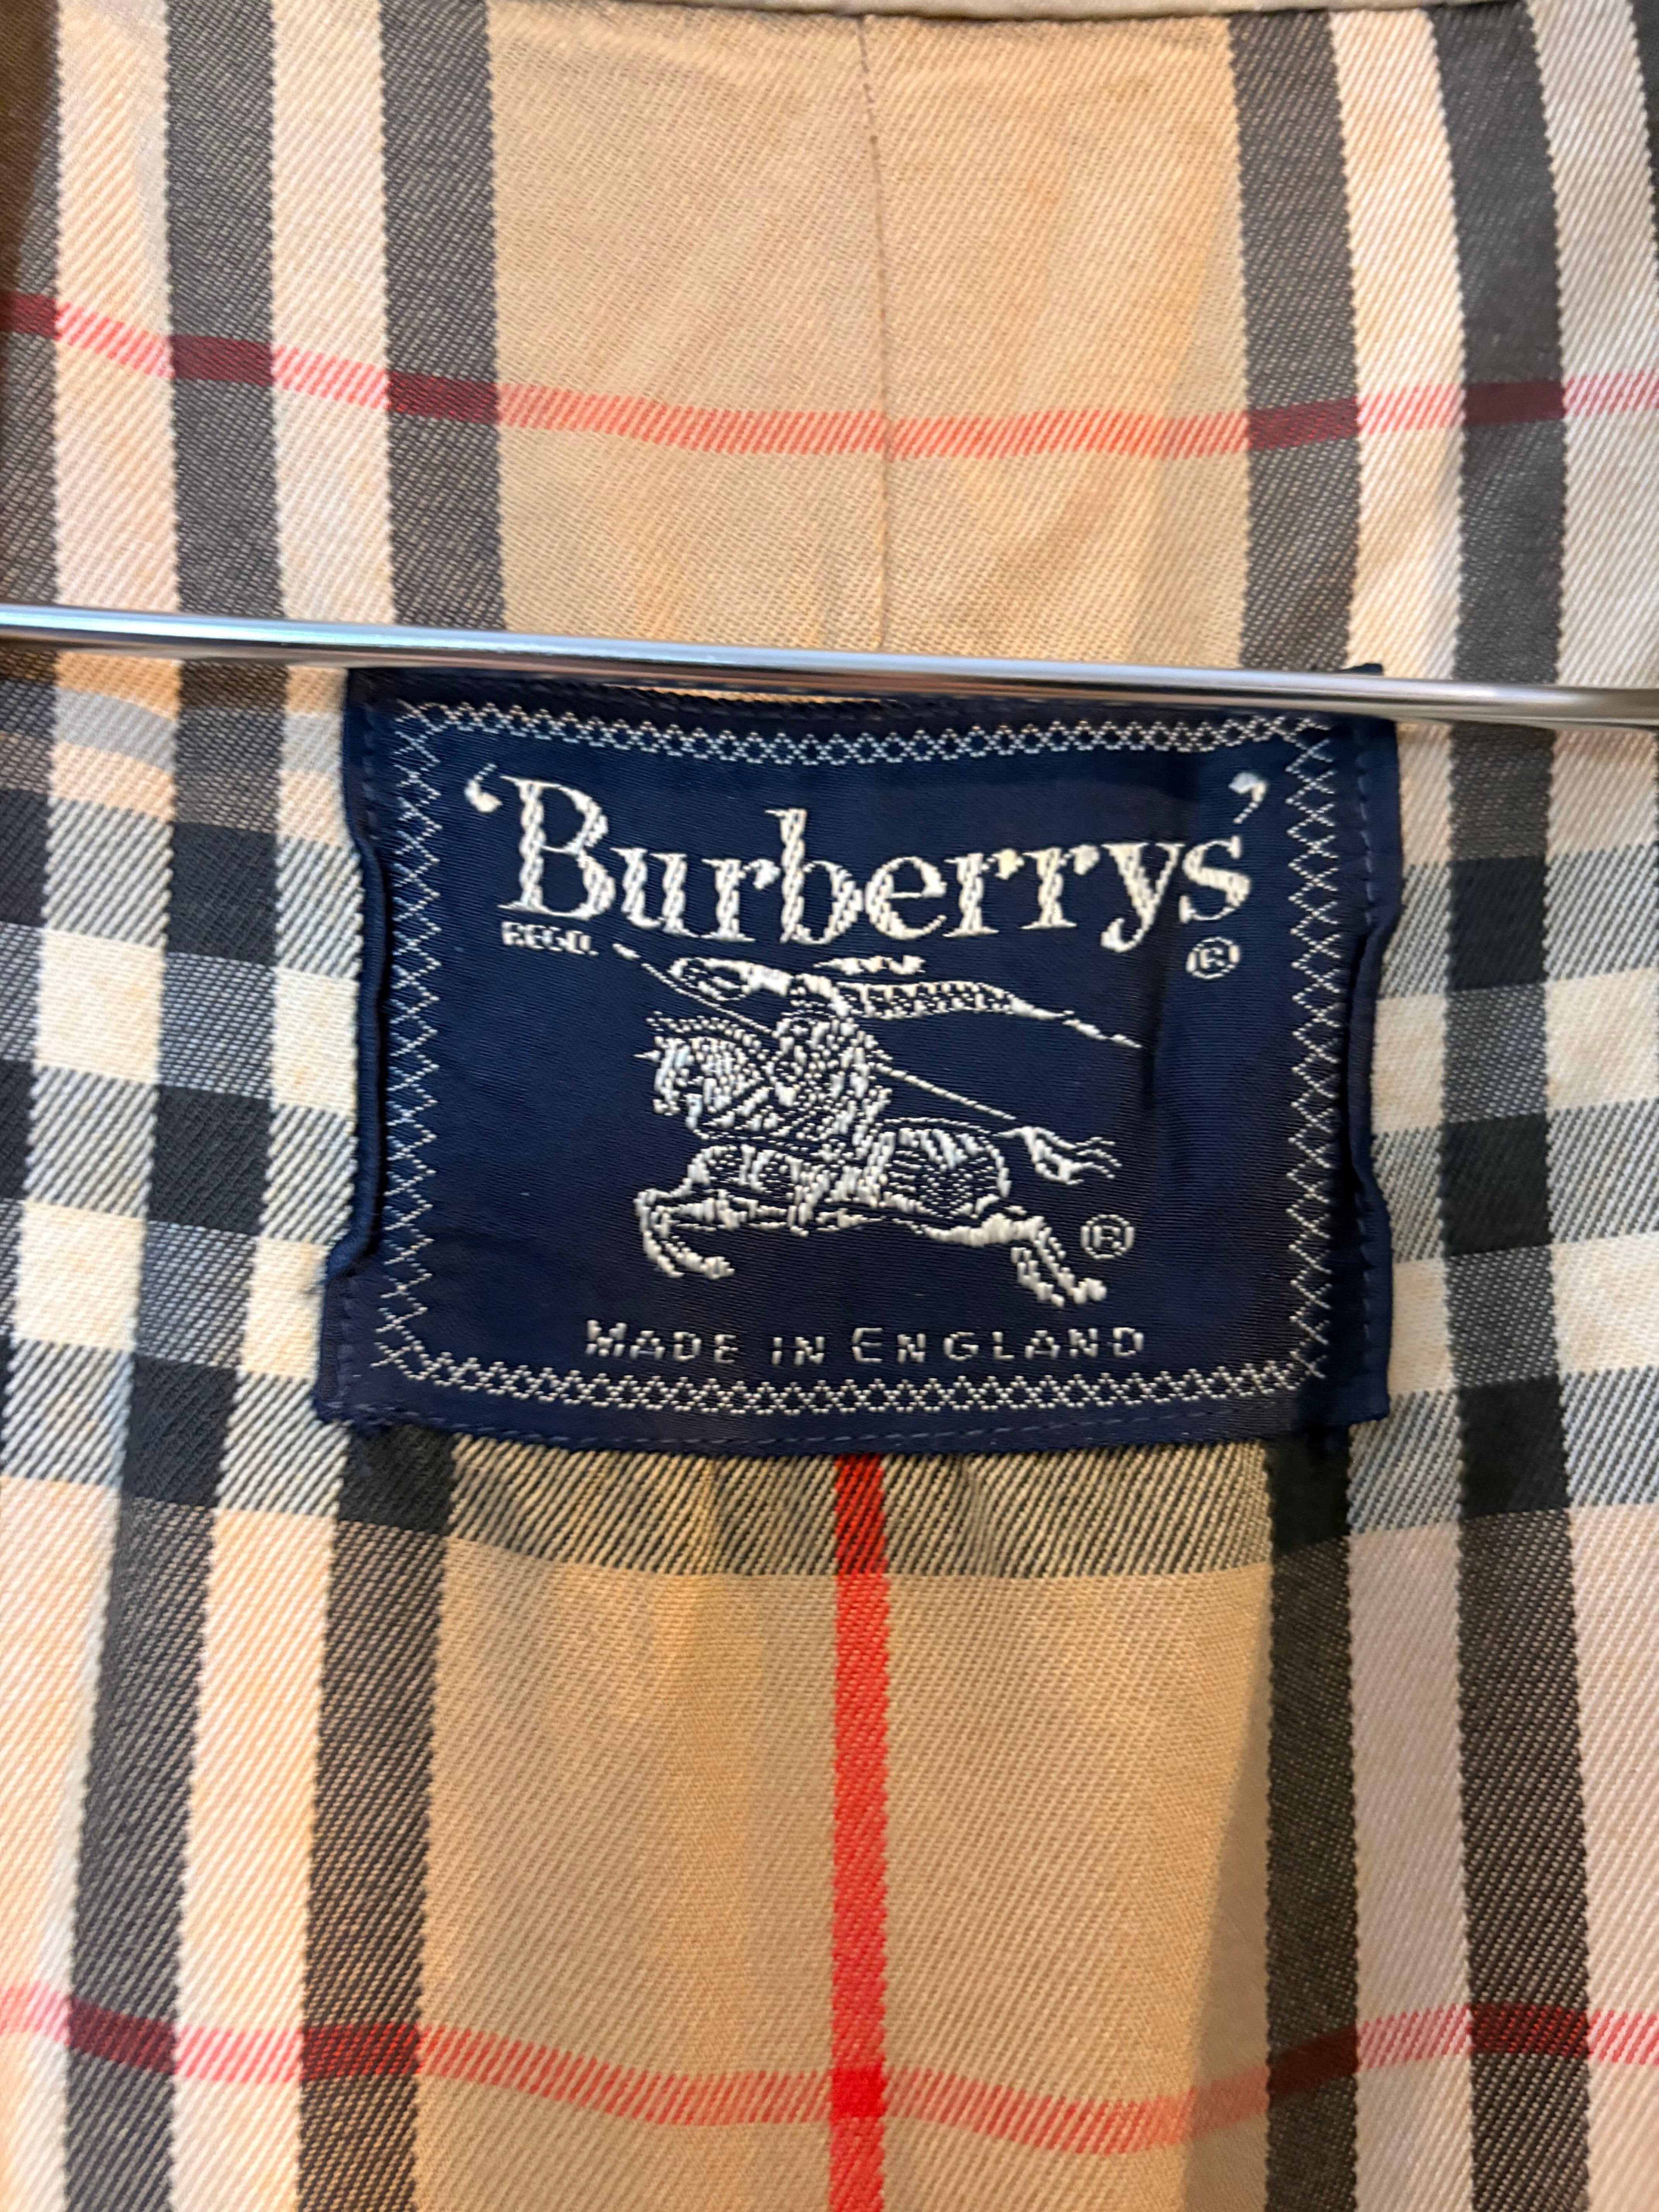 ‘Burberrys’
REGD. ®
®
MADE IN ENGLAND